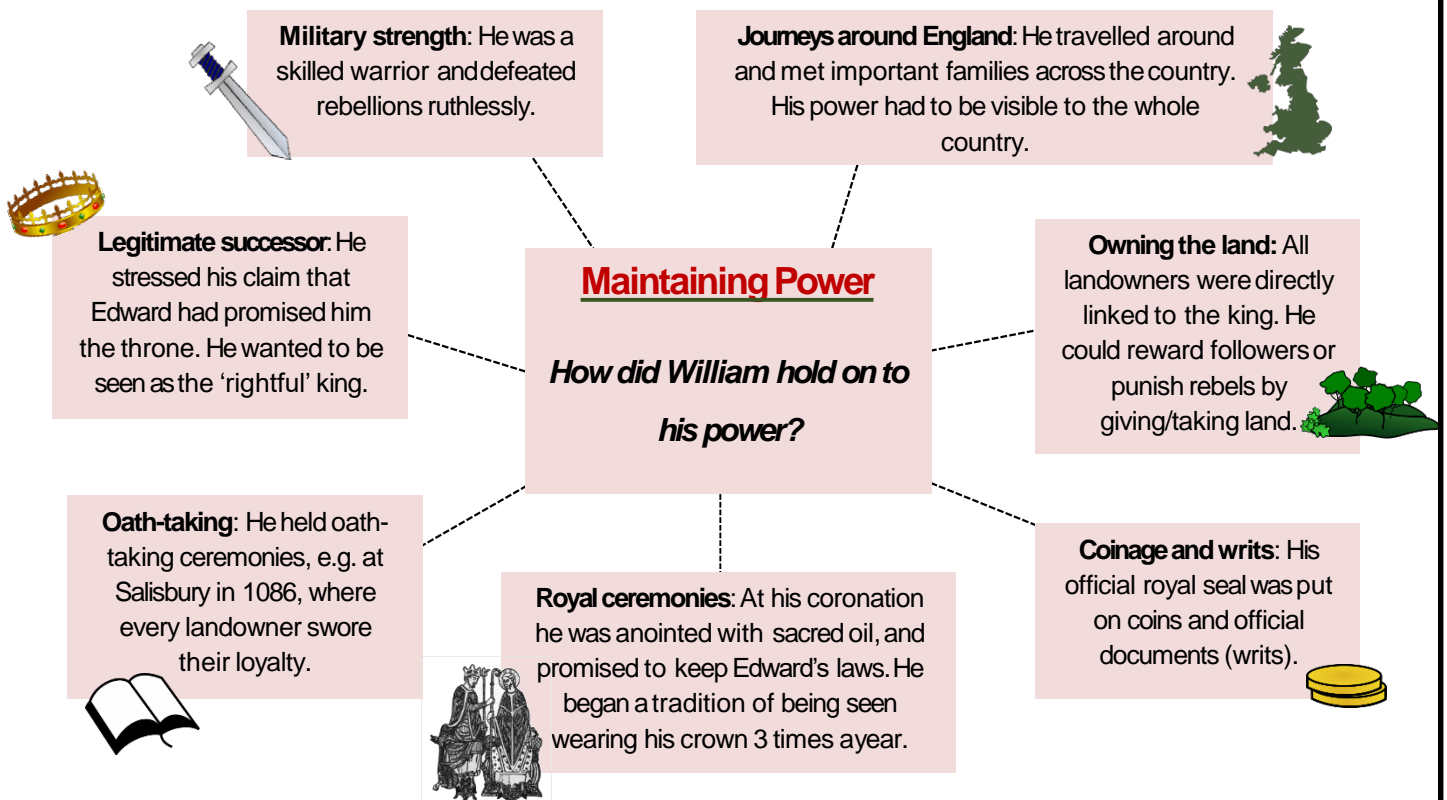 Military strength: He was a
skilled warrior and defeated
rebellions ruthlessly.
Journeys around England: He travelled around
and met important families across the country.
His power had to be visible to the whole
country.
Legitimate successor: He
stressed his claim that
Edward had promised him
the throne. He wanted to be
seen as the ‘rightful’ king.
Maintaining Power
How did William hold on to
his power?
Owning the land: All
landowners were directly
linked to the king. He
could reward followers or
punish rebels by
giving/taking land.
Oath-taking: He held oath-
taking ceremonies, e.g. at
Salisbury in 1086, where
every landowner swore
their loyalty.
Royal ceremonies: At his coronation
he was anointed with sacred oil, and
promised to keep Edward’s laws. He
began a tradition of being seen
wearing his crown 3 times a year.
Coinage and writs: His
official royal seal was put
on coins and official
documents (writs).